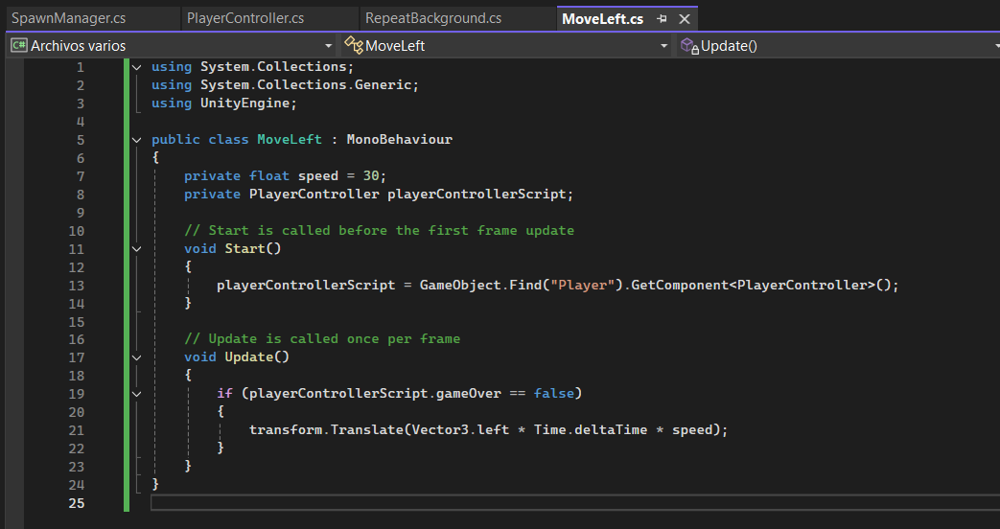 SpawnManager.cs PlayerController.cs RepeatBackground.cs MoveLeft.cs
C# Archivos varios MoveLeft Update()
1 using System.Collections;
2 using System.Collections.Generic;
3 using UnityEngine;
4
5 public class MoveLeft : MonoBehaviour
6 {
7 private float speed = 30;
8 private PlayerController playerControllerScript;
9
10 // Start is called before the first frame update
11 void Start()
12 {
13 playerControllerScript = GameObject.Find("Player").GetComponent<PlayerController>();
14 }
15
16 // Update is called once per frame
17 void Update()
18 {
19 if (playerControllerScript.gameOver == false)
20 {
21 transform.Translate(Vector3.left * Time.deltaTime * speed);
22 }
23 }
24 }
25